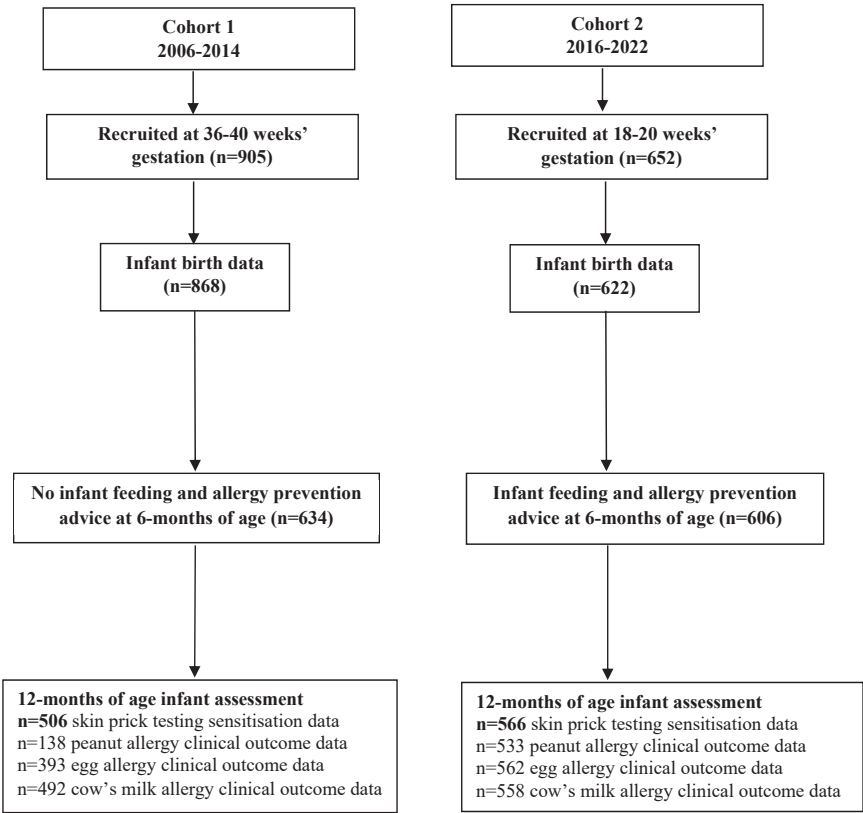 Cohort 1
2006-2014
Recruited at 36-40 weeks'
gestation (n=905)
Infant birth data
(n=868)
No infant feeding and allergy prevention
advice at 6-months of age (n=634)
12-months of age infant assessment
n=506 skin prick testing sensitisation data
n=138 peanut allergy clinical outcome data
n=393 egg allergy clinical outcome data
n=492 cow's milk allergy clinical outcome data
Cohort 2
2016-2022
Recruited at 18-20 weeks'
gestation (n=652)
Infant birth data
(n=622)
Infant feeding and allergy prevention
advice at 6-months of age (n=606)
12-months of age infant assessment
n=566 skin prick testing sensitisation data
n=533 peanut allergy clinical outcome data
n=562 egg allergy clinical outcome data
n=558 cow's milk allergy clinical outcome data